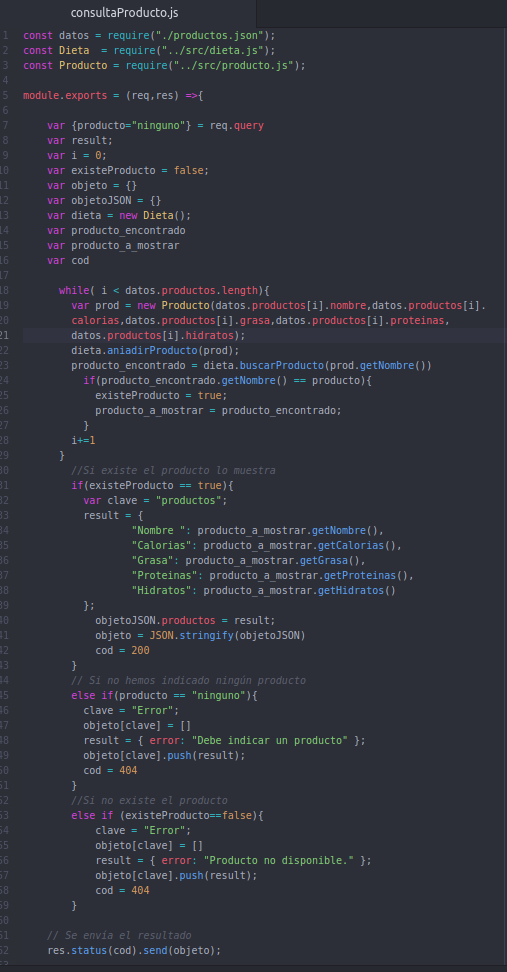 consultaProducto.js
1 const datos = require("./productos.json");
2 const Dieta  = require("../src/dieta.js");
3 const Producto = require("../src/producto.js");
4
5 module.exports = (req,res) =>{
6
7     var {producto="ninguno"} = req.query
8     var result;
9     var i = 0;
10     var existeProducto = false;
11     var objeto = {}
12     var objetoJSON = {}
13     var dieta = new Dieta();
14     var producto_encontrado
15     var producto_a_mostrar
16     var cod
17
18       while( i < datos.productos.length){
19         var prod = new Producto(datos.productos[i].nombre,datos.productos[i].
20         calorias,datos.productos[i].grasa,datos.productos[i].proteinas,
21         datos.productos[i].hidratos);
22         dieta.aniadirProducto(prod);
23         producto_encontrado = dieta.buscarProducto(prod.getNombre())
24           if(producto_encontrado.getNombre() == producto){
25             existeProducto = true;
26             producto_a_mostrar = producto_encontrado;
27           }
28         i+=1
29       }
30         //Si existe el producto lo muestra
31         if(existeProducto == true){
32           var clave = "productos";
33           result = {
34                   "Nombre ": producto_a_mostrar.getNombre(),
35                   "Calorias": producto_a_mostrar.getCalorias(),
36                   "Grasa": producto_a_mostrar.getGrasa(),
37                   "Proteinas": producto_a_mostrar.getProteinas(),
38                   "Hidratos": producto_a_mostrar.getHidratos()
39           };
40             objetoJSON.productos = result;
41             objeto = JSON.stringify(objetoJSON)
42             cod = 200
43         }
44         // Si no hemos indicado ningún producto
45         else if(producto == "ninguno"){
46           clave = "Error";
47           objeto[clave] = []
48           result = { error: "Debe indicar un producto" };
49           objeto[clave].push(result);
50           cod = 404
51         }
52         //Si no existe el producto
53         else if (existeProducto==false){
54             clave = "Error";
55             objeto[clave] = []
56             result = { error: "Producto no disponible." };
57             objeto[clave].push(result);
58             cod = 404
59         }
60
61     // Se envía el resultado
62     res.status(cod).send(objeto);